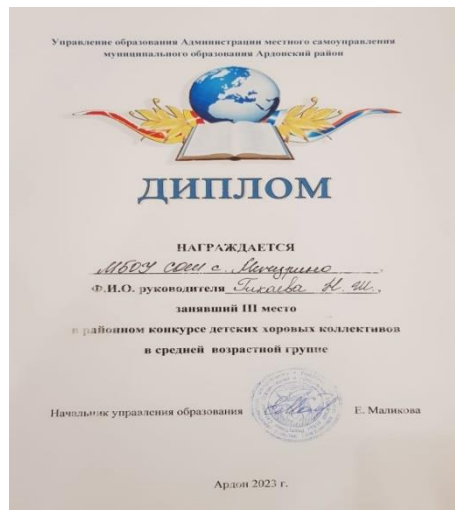 Управление образования Администрации местного самоуправления
муниципального образования Ардонский район
ДИПЛОМ
НАГРАЖДАЕТСЯ
МБОУ СОШ с. Мичурино
Ф.И.О. руководителя Гикаева Н. Ш.,
занявший III место
в районном конкурсе детских хоровых коллективов
в средней возрастной группе
Начальник управления образования Е. Маликова
Ардон 2023 г.